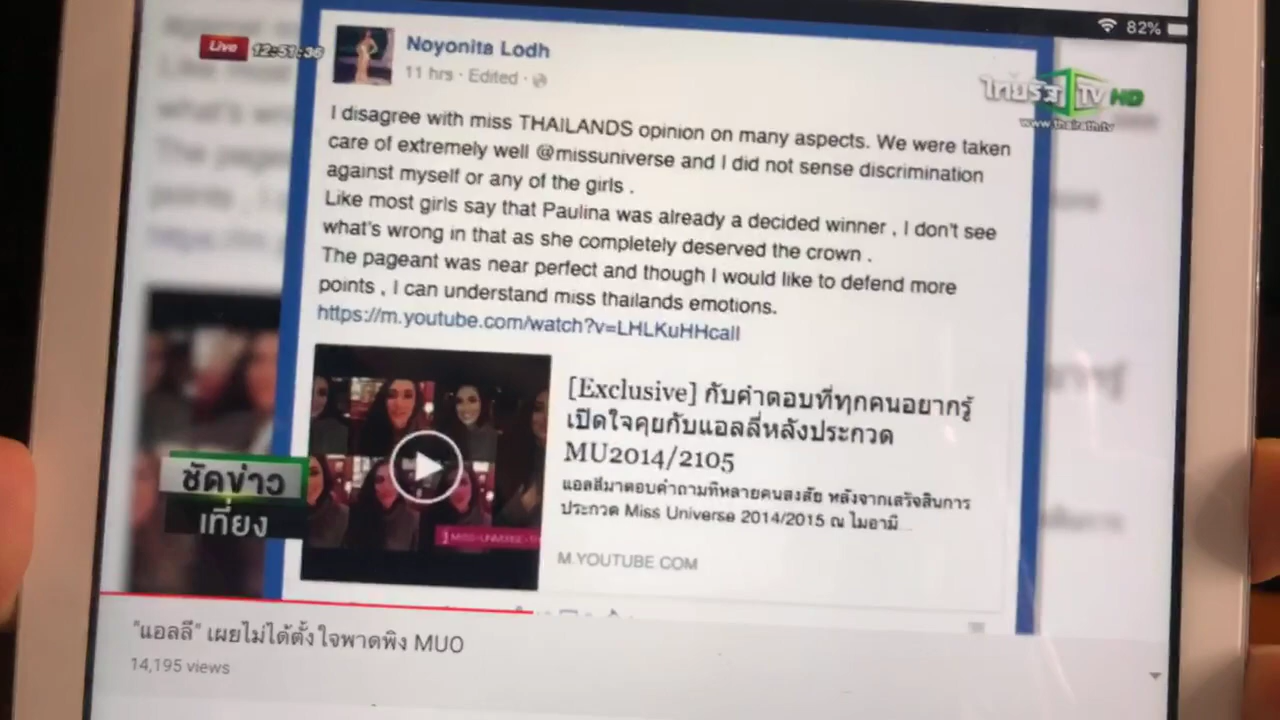 82%
Live 12:51:36
ไทยรัฐ TV HD
www.thairath.tv
Noyonita Lodh
11 hrs · Edited ·
I disagree with miss THAILANDS opinion on many aspects. We were taken
care of extremely well @missuniverse and I did not sense discrimination
against myself or any of the girls .
Like most girls say that Paulina was already a decided winner , I don't see
what's wrong in that as she completely deserved the crown .
The pageant was near perfect and though I would like to defend more
points , I can understand miss thailands emotions.
https://m.youtube.com/watch?v=LHLKuHHcaII
[Exclusive] กับคำตอบที่ทุกคนอยากรู้
เปิดใจคุยกับแอลลี่หลังประกวด
MU2014/2105
แอลลี่มาตอบคำถามที่หลายคนสงสัย หลังจากเสร็จสิ้นการ
ประกวด Miss Universe 2014/2015 ณ ไมอามี...
M.YOUTUBE.COM
ชัดข่าว
เที่ยง
"แอลลี่" เผยไม่ได้ตั้งใจพาดพิง MUO
14,195 views